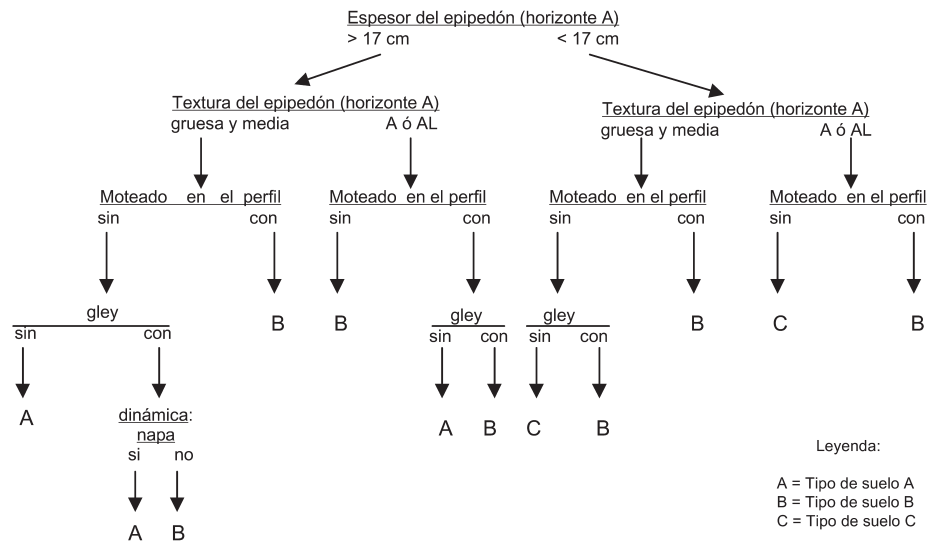 Espesor del epipedón (horizonte A)
> 17 cm < 17 cm
Textura del epipedón (horizonte A)
gruesa y media A ó AL
Textura del epipedón (horizonte A)
gruesa y media A ó AL
Moteado en el perfil
sin con
Moteado en el perfil
sin con
Moteado en el perfil
sin con
Moteado en el perfil
sin con
gley
sin con
B
B
gley
sin con
gley
sin con
B
C
B
A
dinámica:
napa
si no
A B C B
A B
Leyenda:
A = Tipo de suelo A
B = Tipo de suelo B
C = Tipo de suelo C